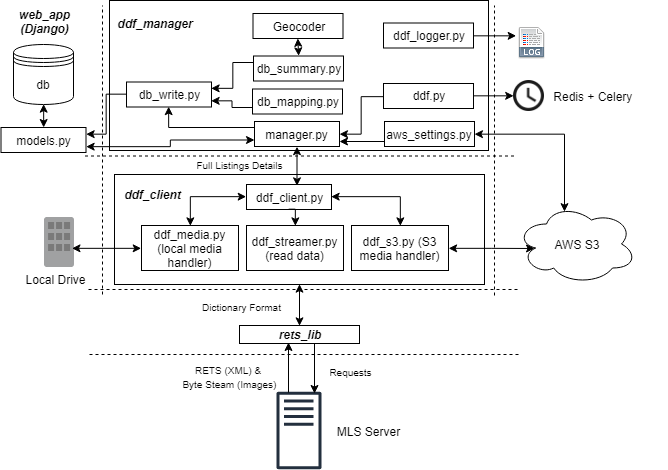 web_app
(Django)
ddf_manager
Geocoder
ddf_logger.py
LOG
db
db_summary.py
db_write.py
db_mapping.py
ddf.py
Redis + Celery
models.py
manager.py
aws_settings.py
Full Listings Details
ddf_client
ddf_client.py
ddf_media.py
(local media
handler)
ddf_streamer.py
(read data)
ddf_s3.py (S3
media handler)
AWS S3
Local Drive
Dictionary Format
rets_lib
RETS (XML) &
Byte Steam (Images)
Requests
MLS Server